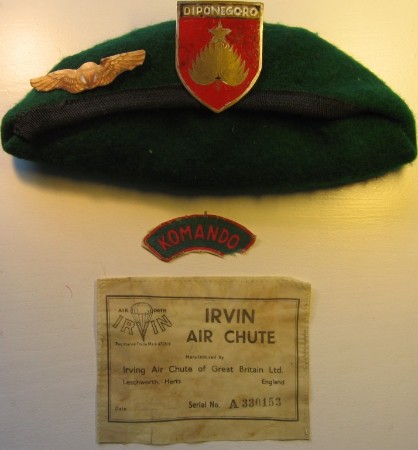 DIPONEGORO
KOMANDO
AIR AUTO
IRVIN
IRVIN
AIR CHUTE
Manufactured by
Irving Air Chute of Great Britain Ltd.
Letchworth, Herts England
Date Serial No. A 330153